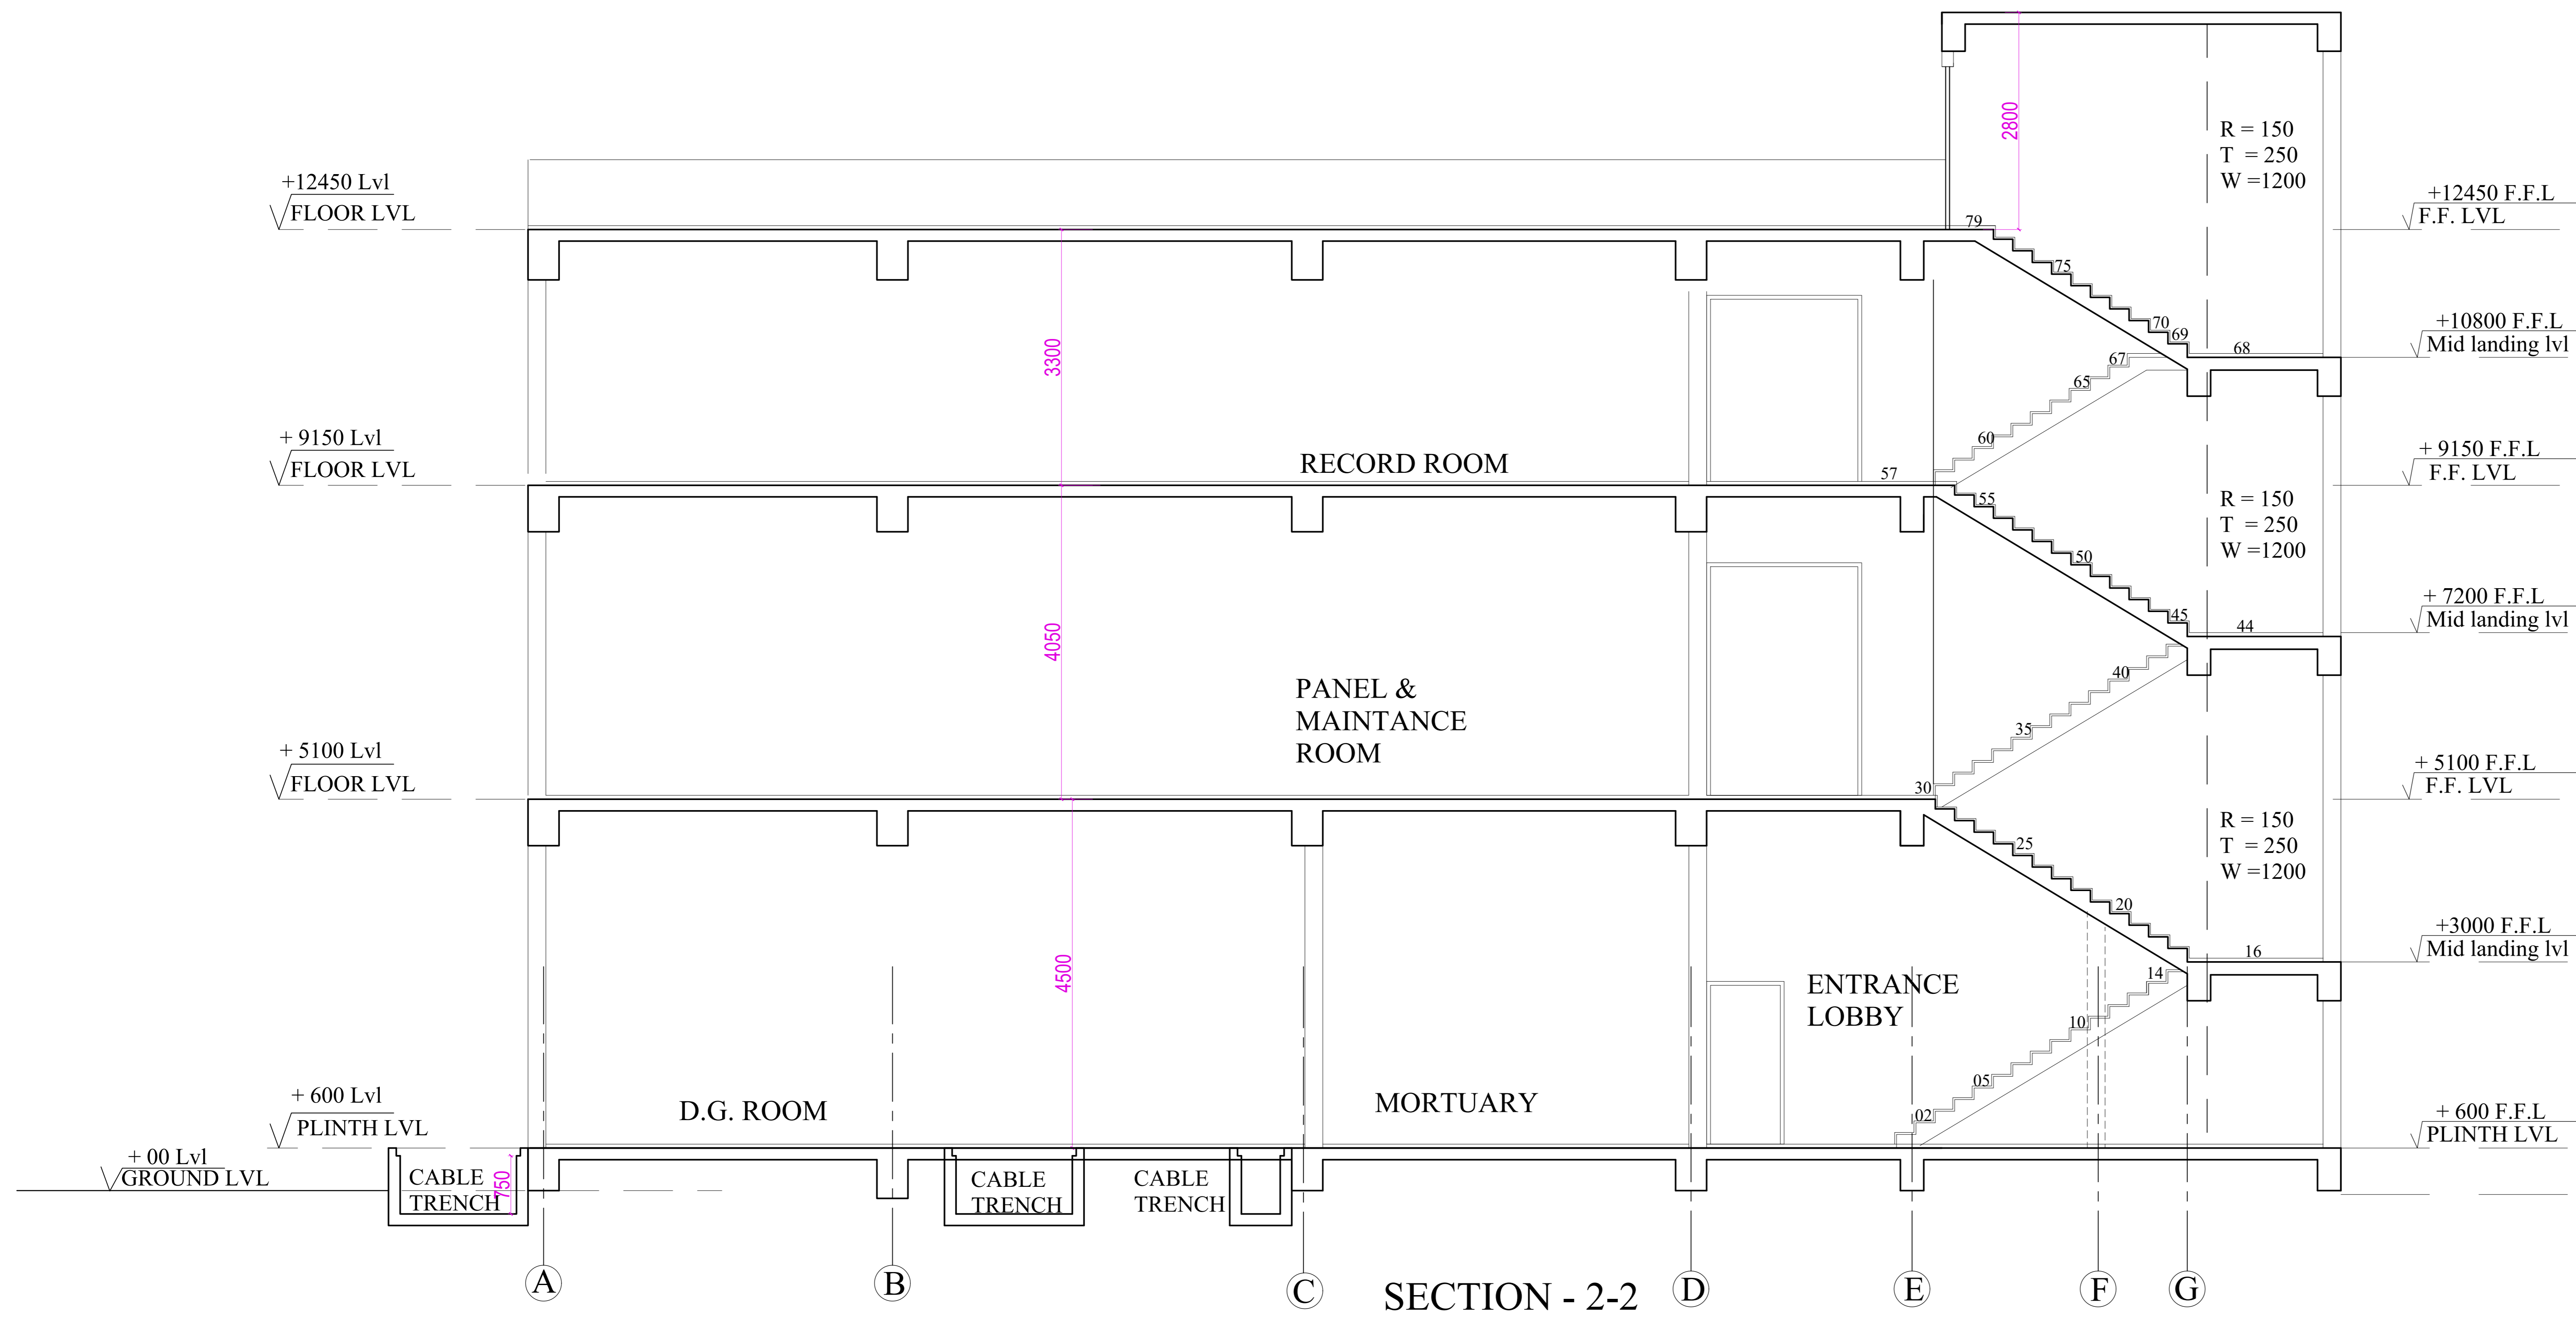 2800
R = 150
T = 250
W =1200
+12450 Lvl
FLOOR LVL
79
+12450 F.F.L
F.F. LVL
75
70
69
68
67
65
60
+10800 F.F.L
Mid landing lvl
3300
+ 9150 Lvl
FLOOR LVL
RECORD ROOM
57
+ 9150 F.F.L
F.F. LVL
55
50
45
44
40
35
30
R = 150
T = 250
W =1200
+ 7200 F.F.L
Mid landing lvl
4050
PANEL &
MAINTANCE
ROOM
+ 5100 Lvl
FLOOR LVL
+ 5100 F.F.L
F.F. LVL
R = 150
T = 250
W =1200
25
20
16
14
10
05
02
+3000 F.F.L
Mid landing lvl
4500
ENTRANCE
LOBBY
D.G. ROOM
MORTUARY
+ 600 Lvl
PLINTH LVL
+ 600 F.F.L
PLINTH LVL
+ 00 Lvl
GROUND LVL
CABLE
TRENCH
750
CABLE
TRENCH
CABLE
TRENCH
A
B
C
D
E
F
G
SECTION - 2-2